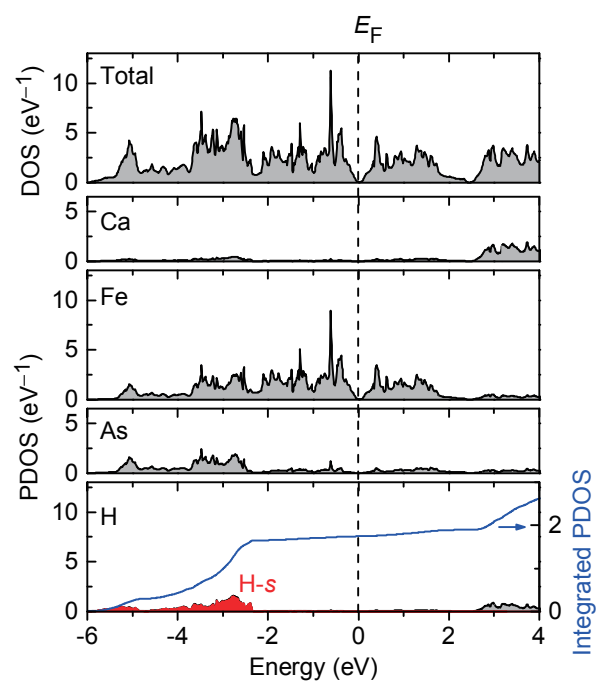 E_F
Total
10
5
0
DOS (eV⁻¹)
Ca
5
0
Fe
10
5
0
PDOS (eV⁻¹)
As
5
0
H
10
5
0
H-s
2
0
Integrated PDOS
-6 -4 -2 0 2 4
Energy (eV)